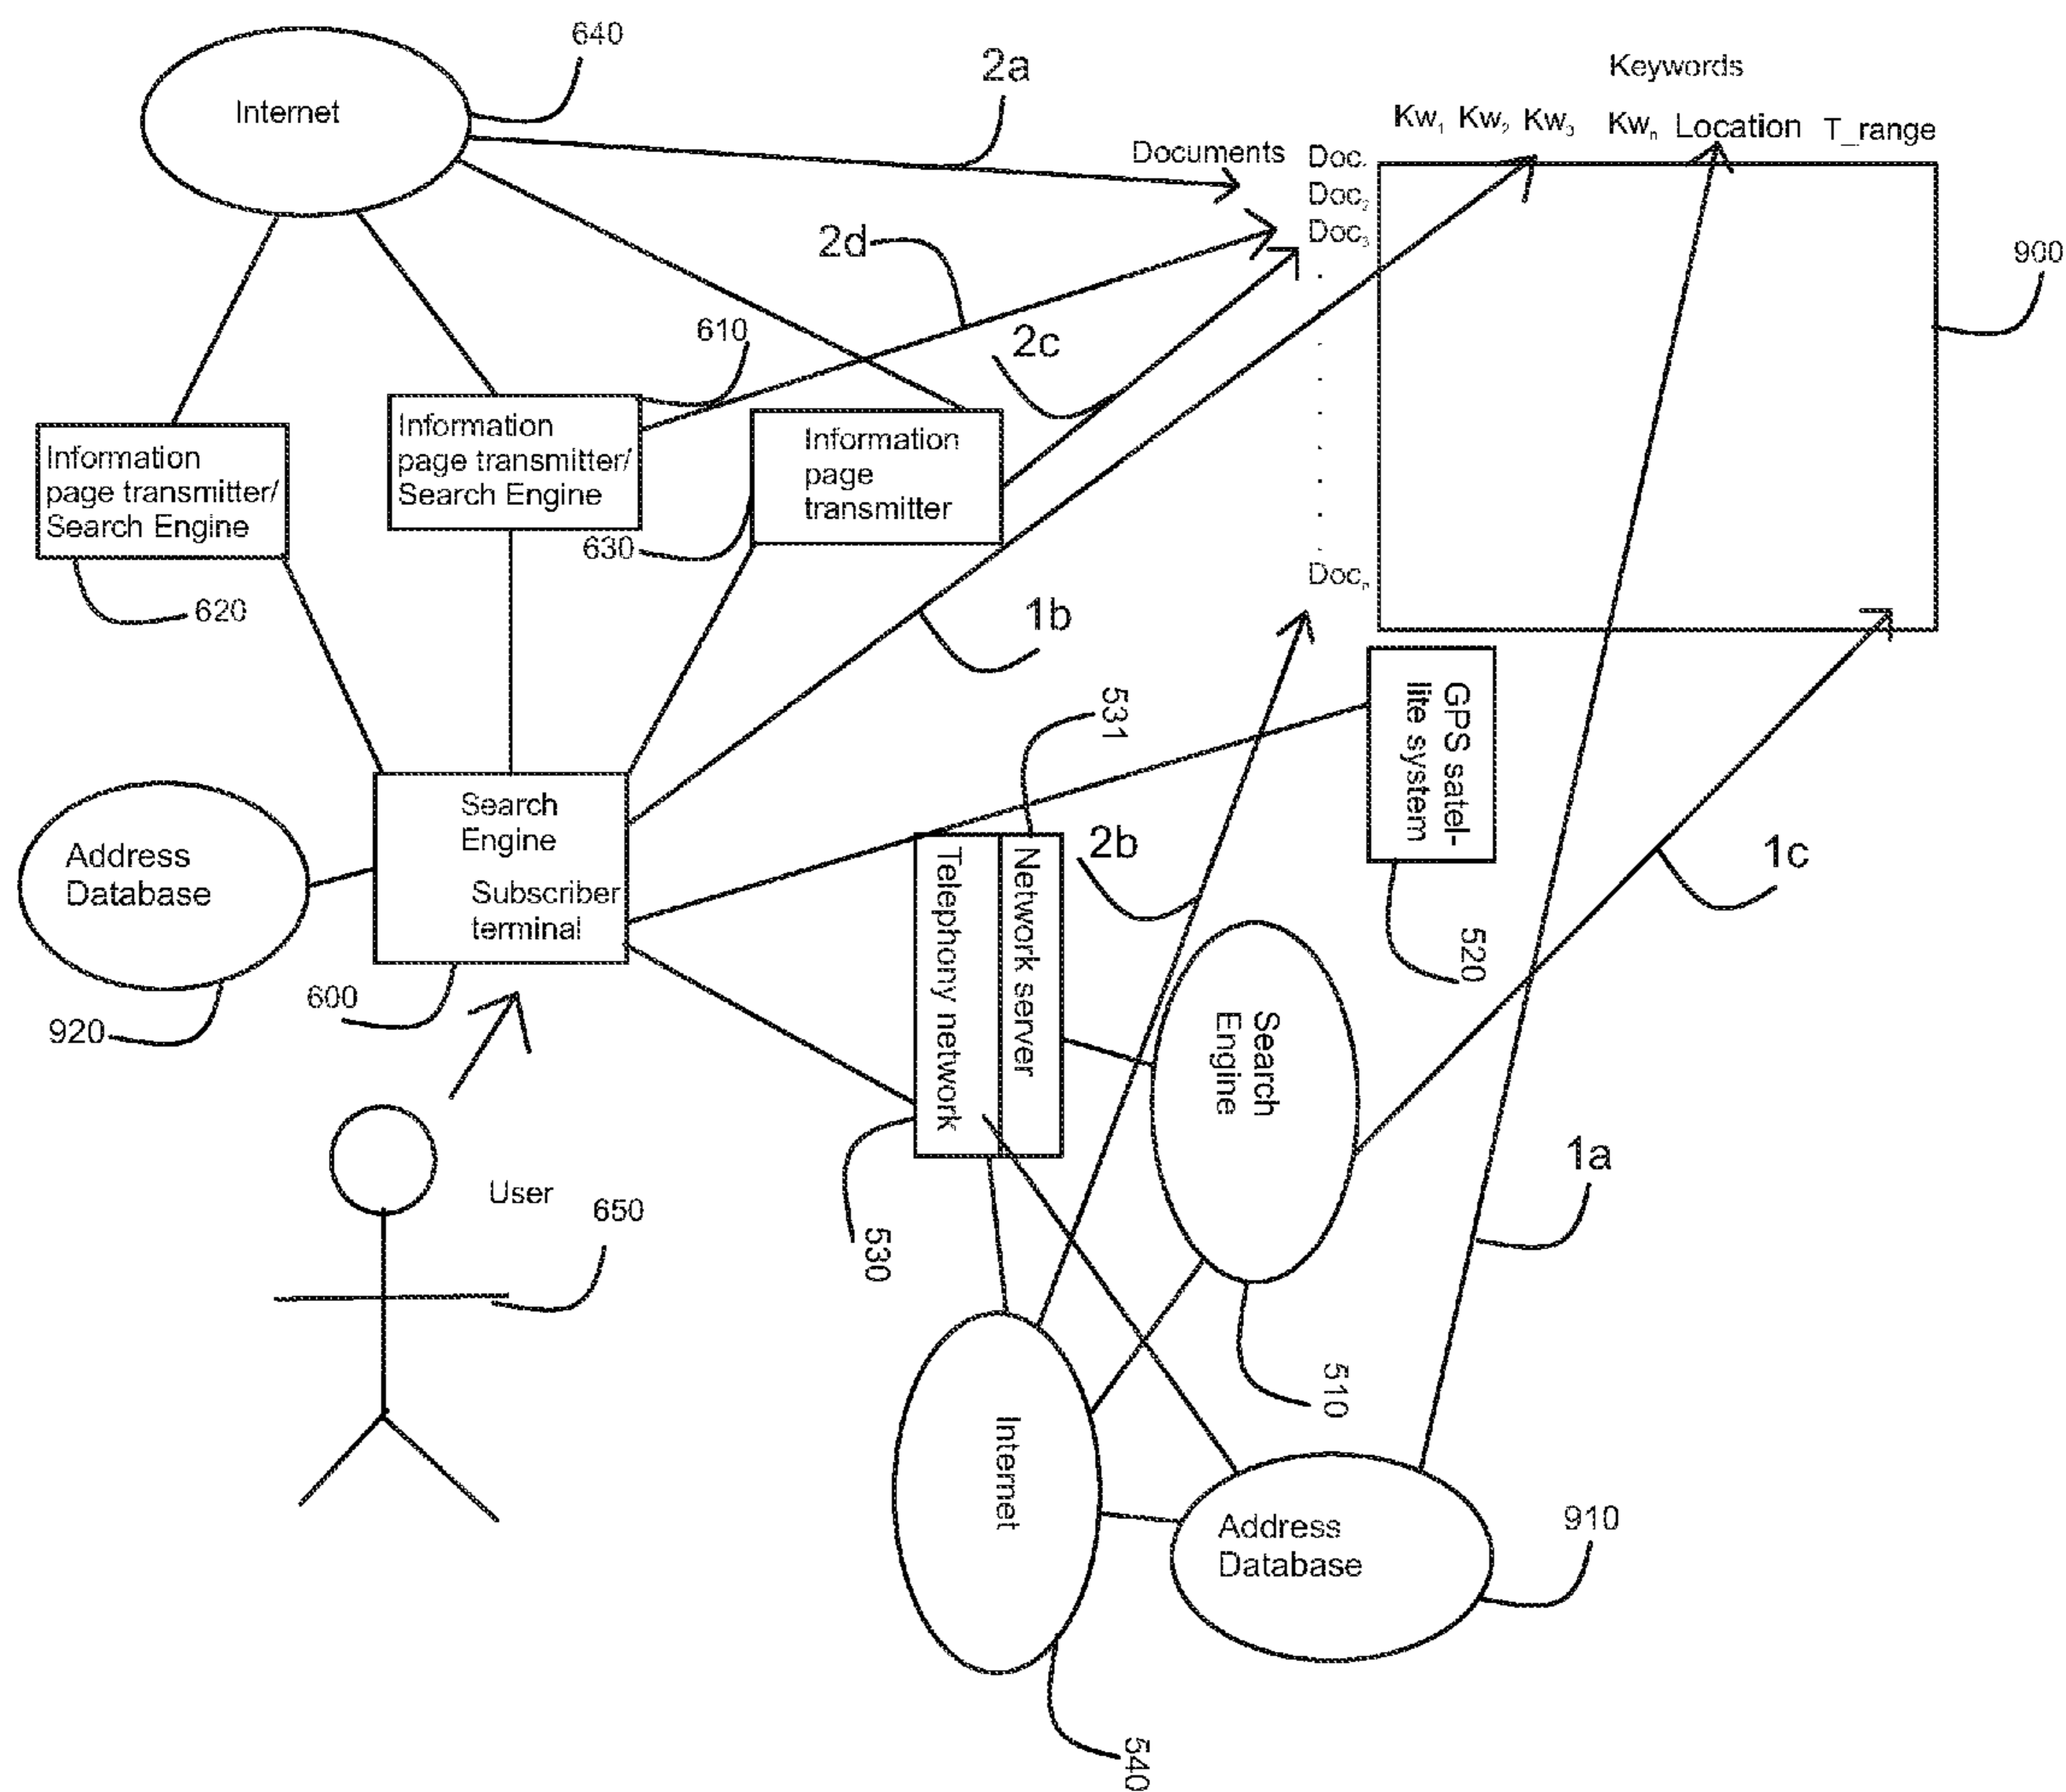 640
2a
Keywords
Internet
Kw₁ Kw₂ Kw₃ Kwₙ Location T_range
Documents
Doc
Doc₂
Doc₃
Docₙ
2d
900
610
2c
Information
page transmitter/
Search Engine
Information
page transmitter/
Search Engine
Information
page
transmitter
630
620
1b
531
GPS satel-
lite system
Search
Engine
Subscriber
terminal
Address
Database
Network server
Telephony network
2b
1c
520
600
920
Search
Engine
1a
User
650
530
510
Internet
Address
Database
910
540